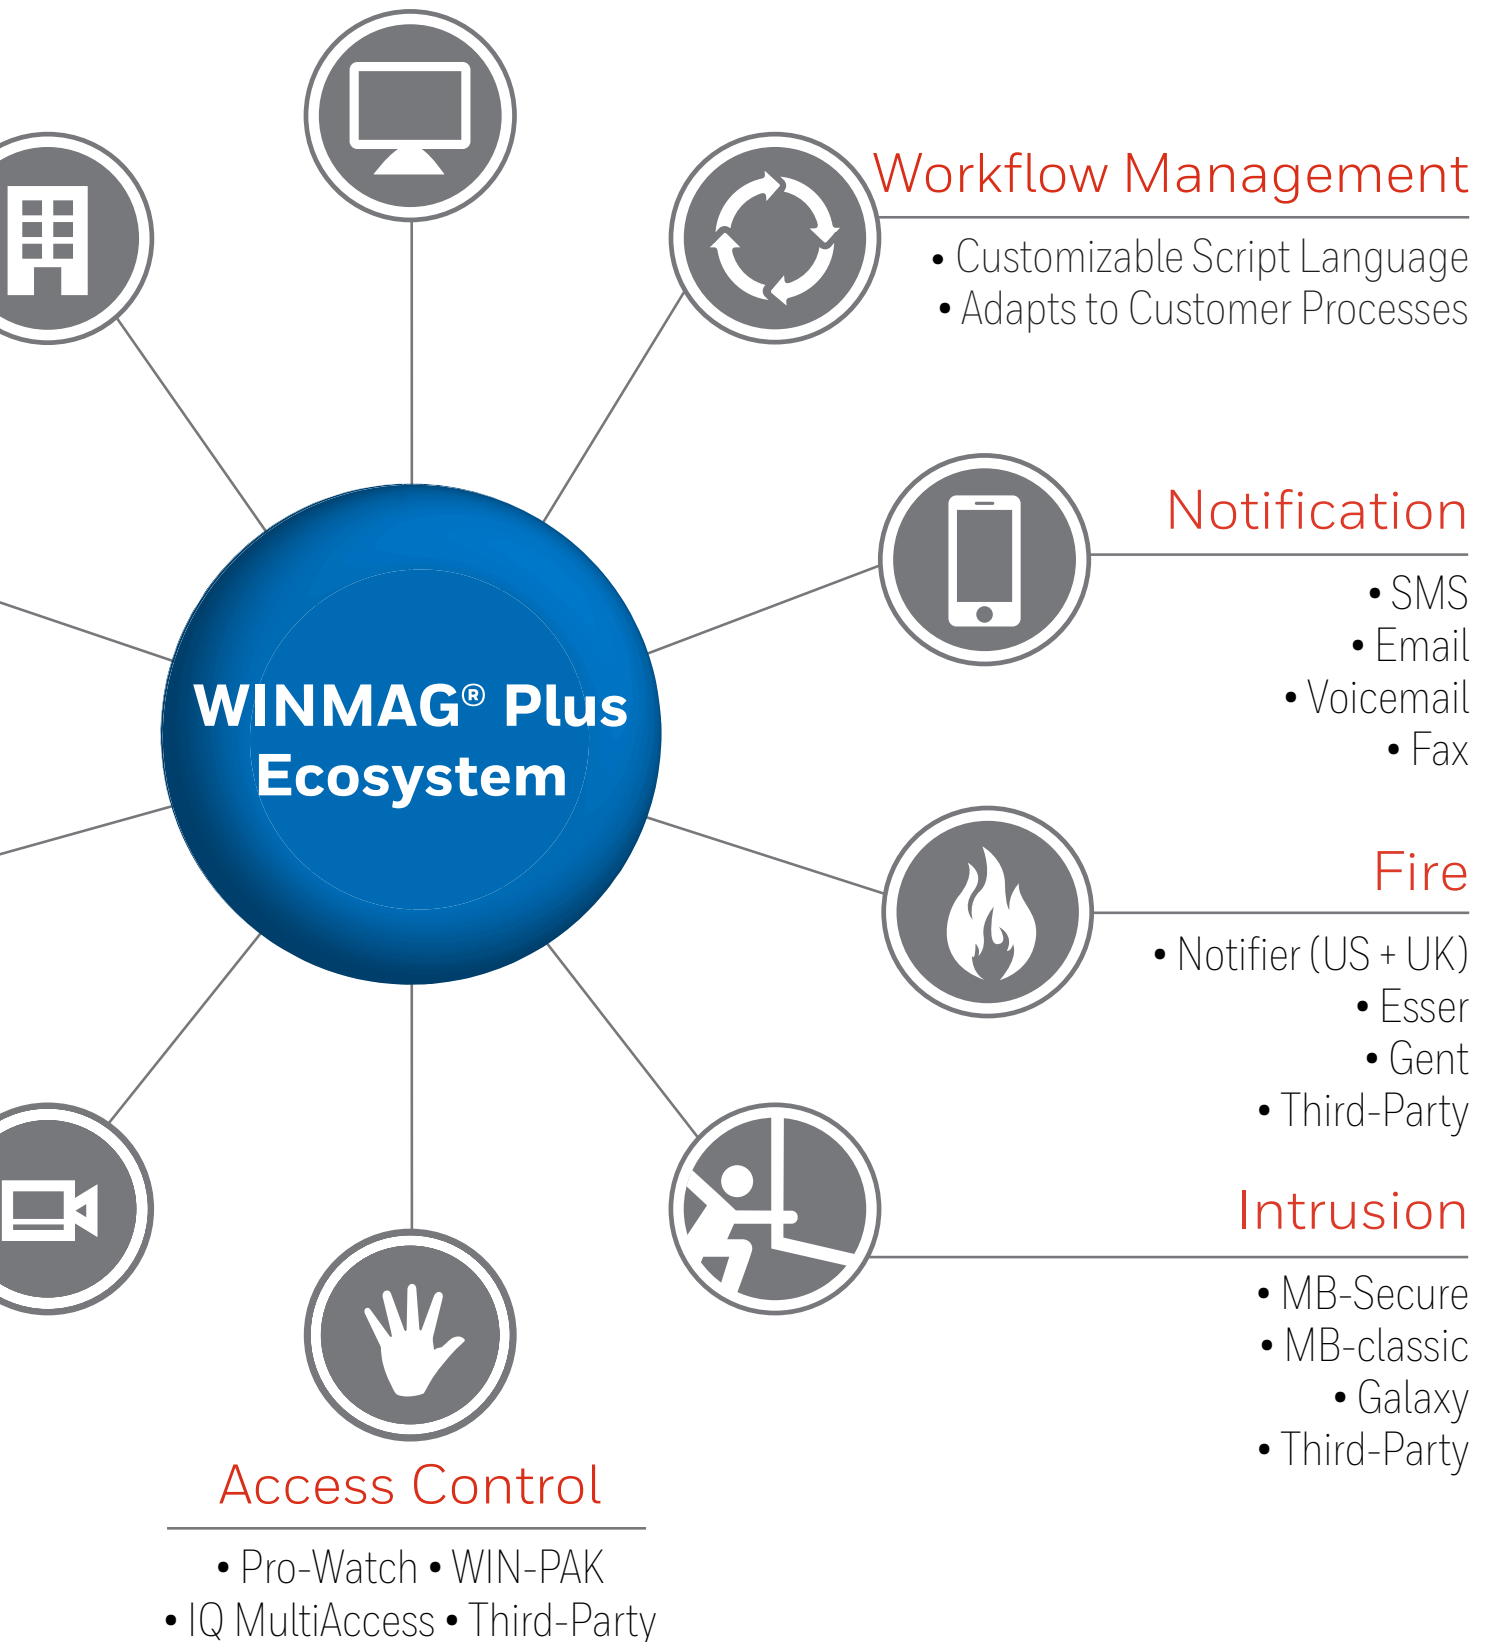 Workflow Management
• Customizable Script Language
• Adapts to Customer Processes
Notification
• SMS
• Email
• Voicemail
• Fax
WINMAG® Plus
Ecosystem
Fire
• Notifier (US + UK)
• Esser
• Gent
• Third-Party
Intrusion
• MB-Secure
• MB-classic
• Galaxy
• Third-Party
Access Control
• Pro-Watch • WIN-PAK
• IQ MultiAccess • Third-Party